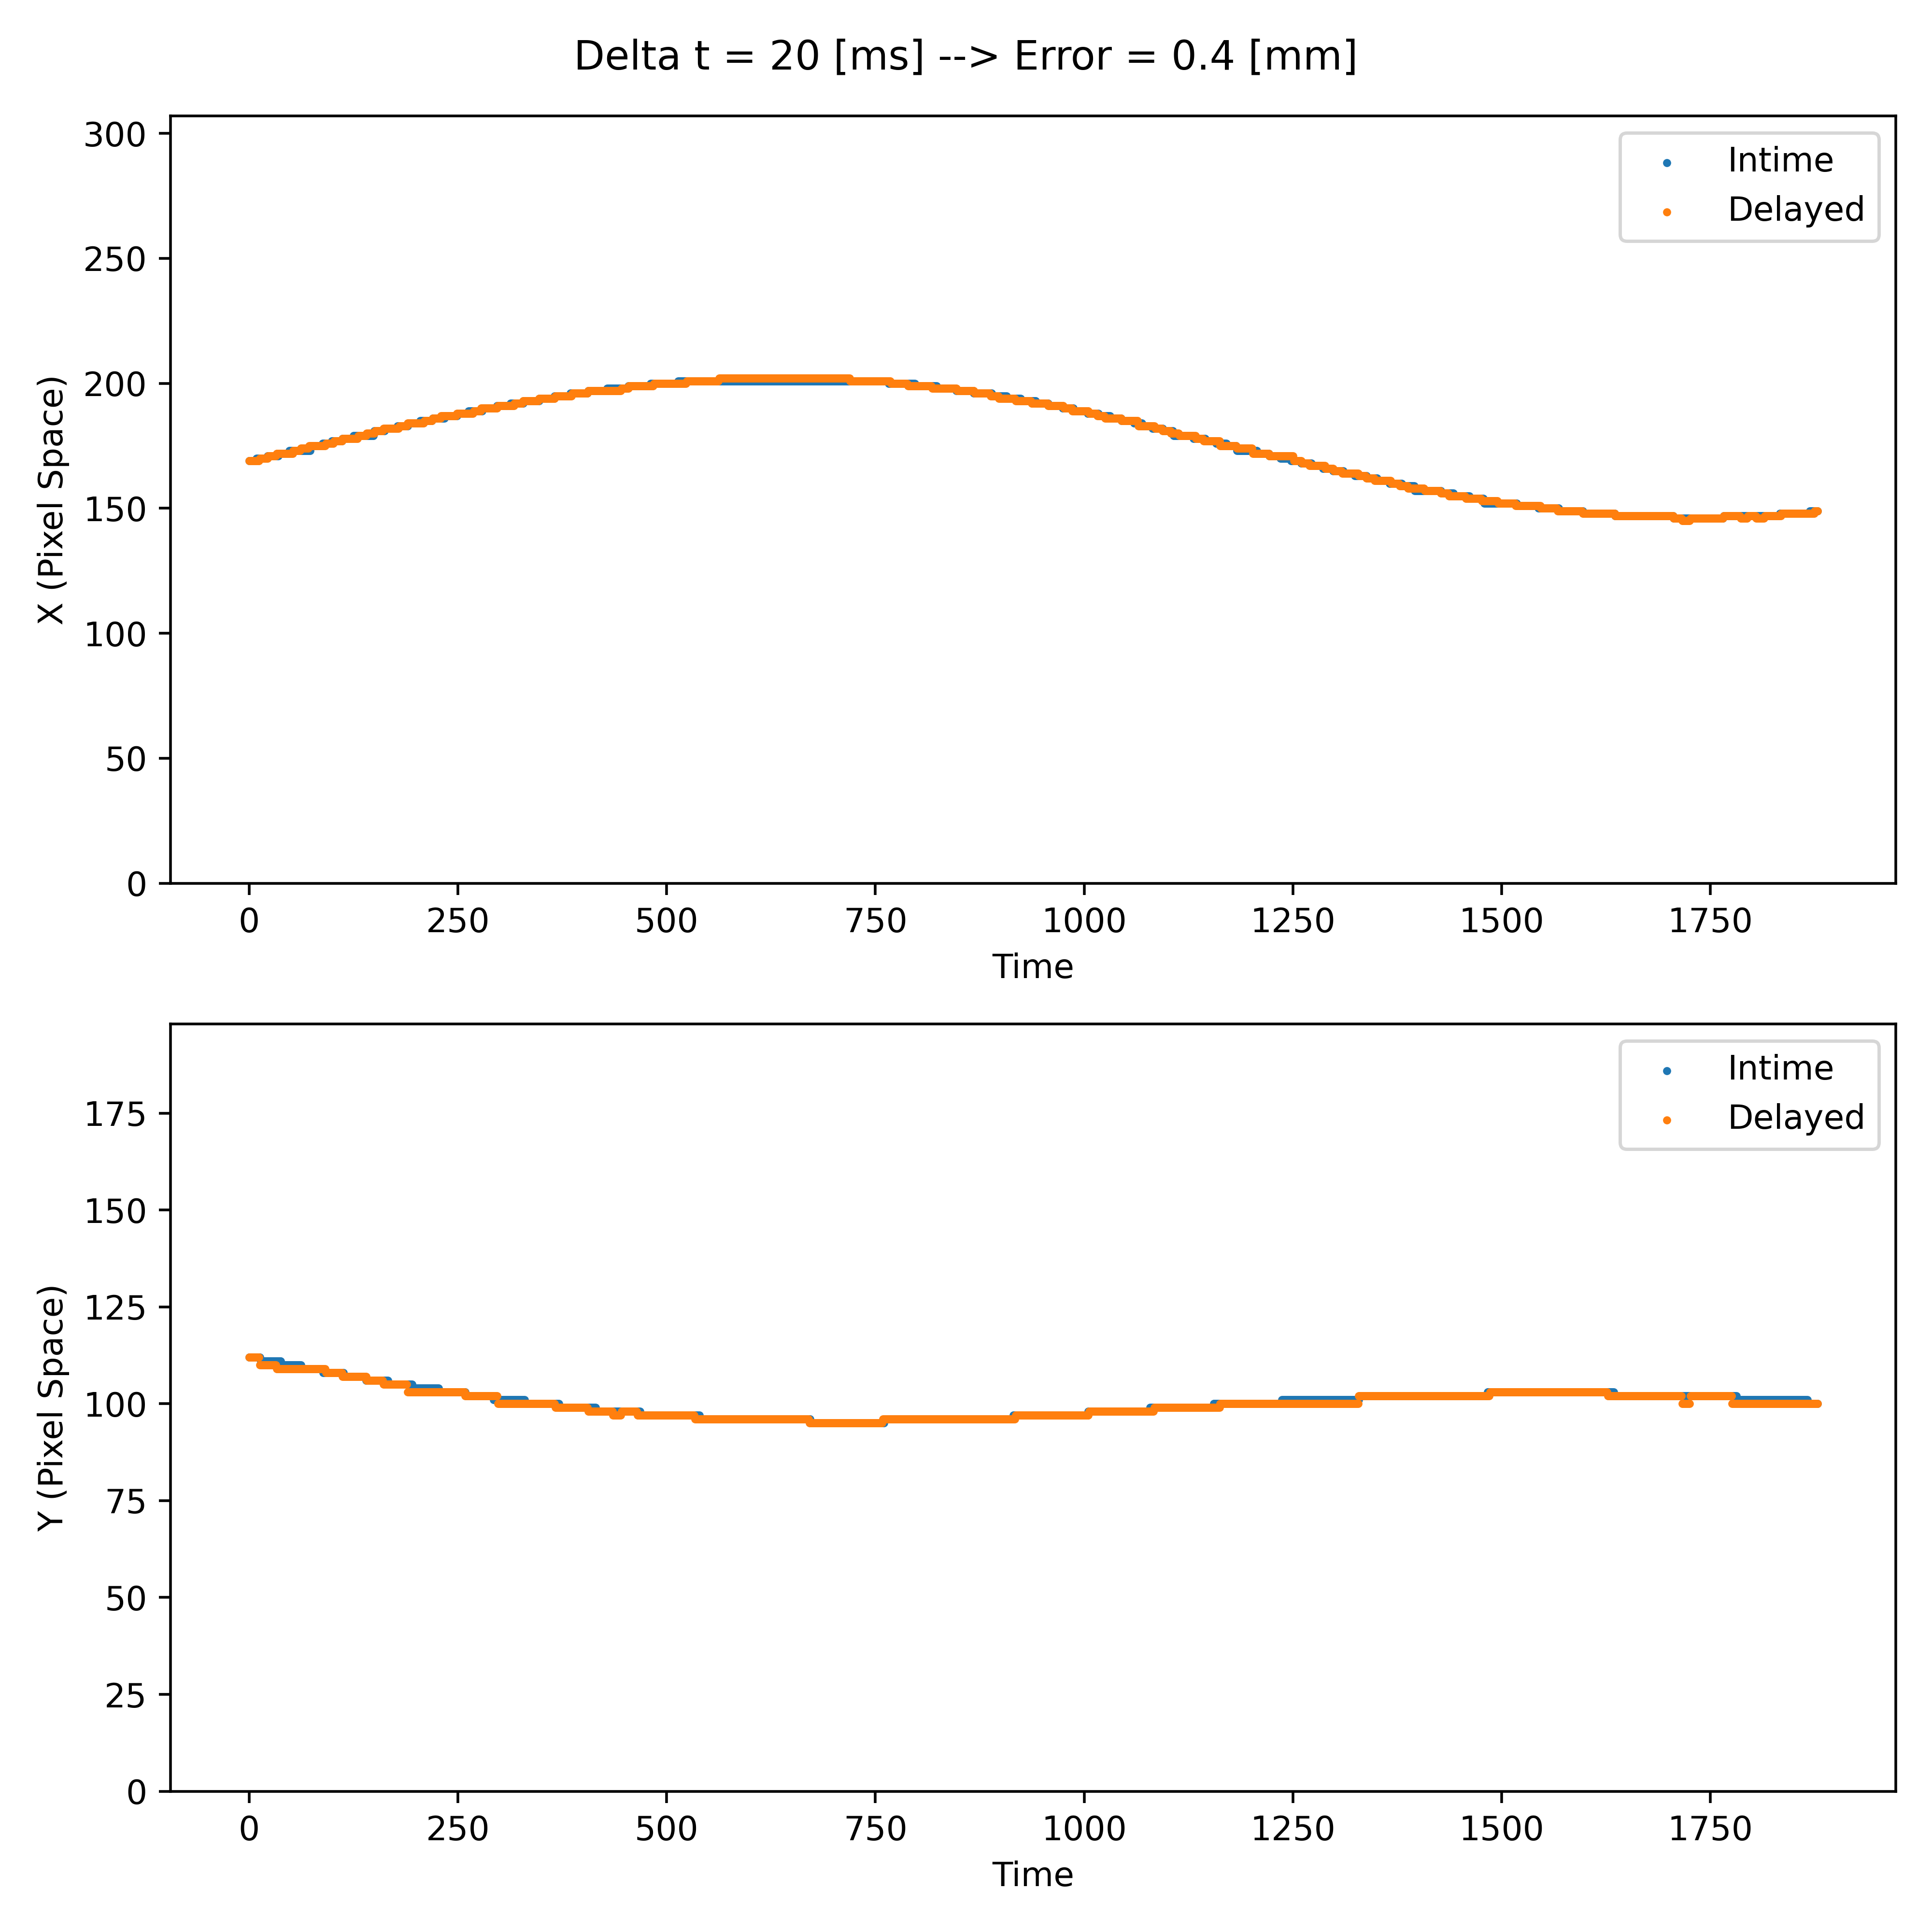 Delta t = 20 [ms] --> Error = 0.4 [mm]
300
250
200
150
100
50
0
X (Pixel Space)
Intime
Delayed
0 250 500 750 1000 1250 1500 1750
Time
175
150
125
100
75
50
25
0
Y (Pixel Space)
Intime
Delayed
0 250 500 750 1000 1250 1500 1750
Time